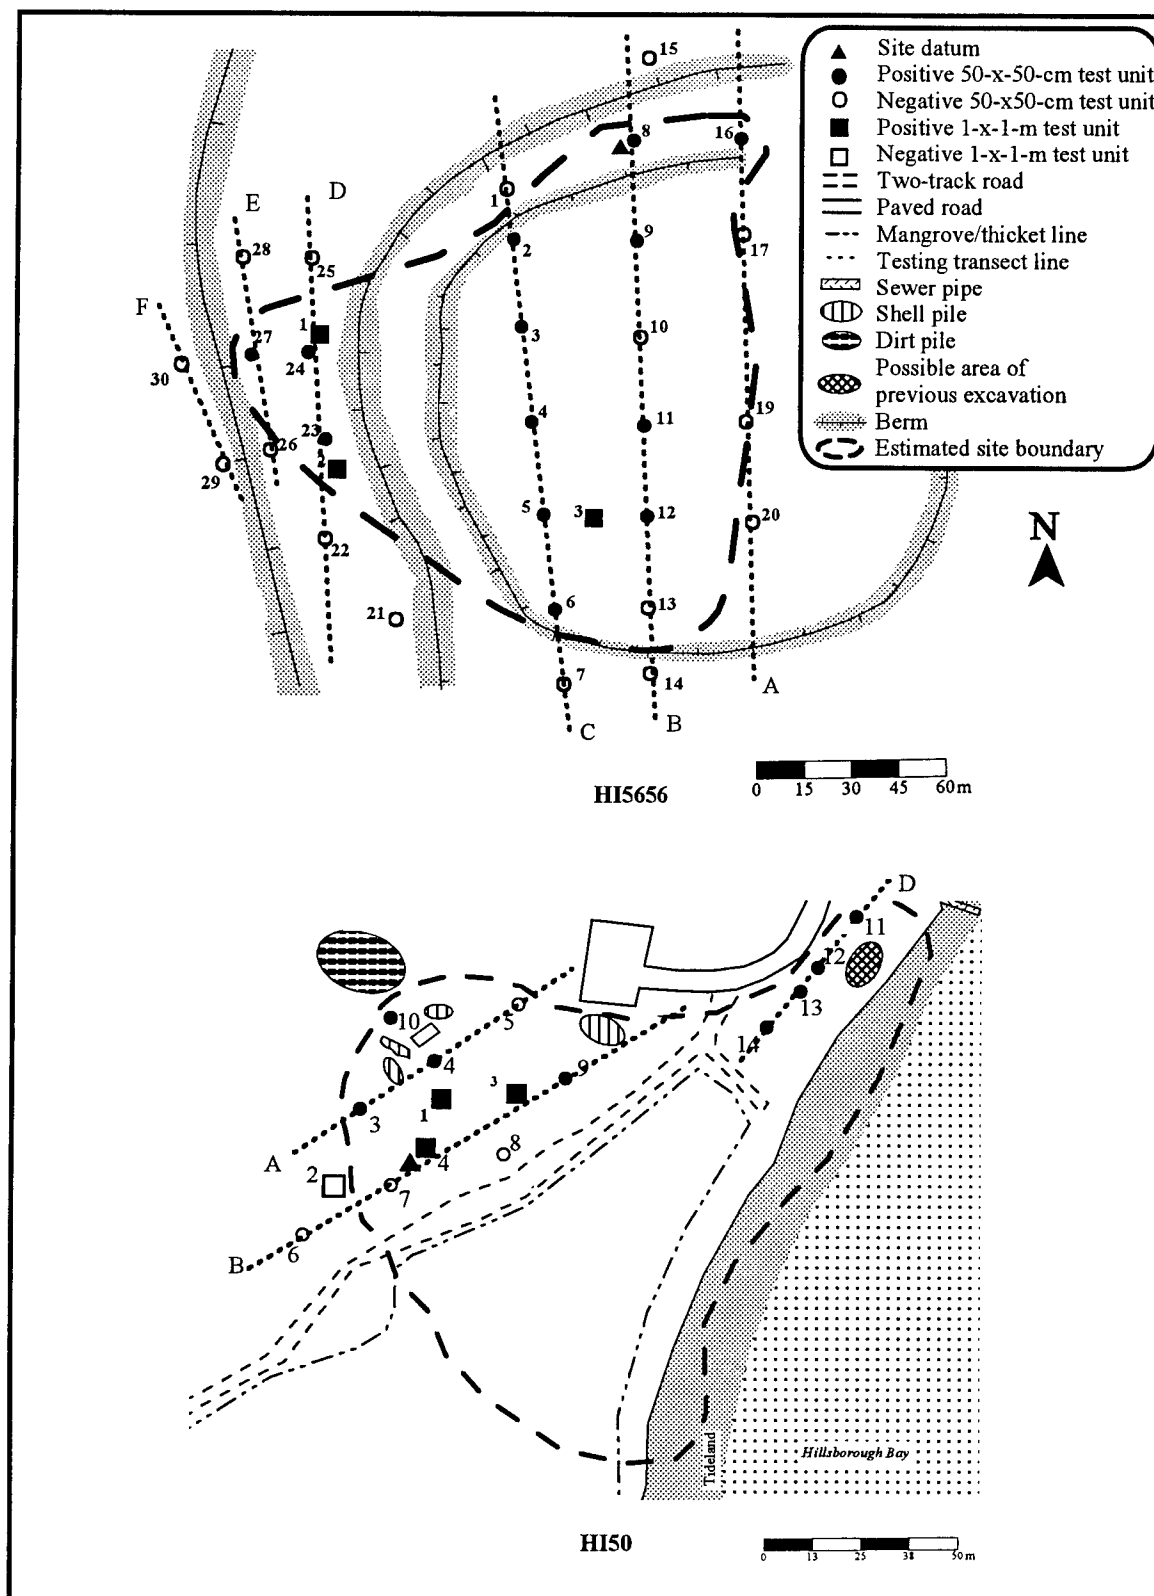 Site datum
Positive 50-x-50-cm test unit
Negative 50-x50-cm test unit
Positive 1-x-1-m test unit
Negative 1-x-1-m test unit
Two-track road
Paved road
Mangrove/thicket line
Testing transect line
Sewer pipe
Shell pile
Dirt pile
Possible area of
previous excavation
Berm
Estimated site boundary
15
8
16
E
D
1
28
25
2
9
17
F
1
27
24
3
10
30
23
4
11
19
26
2
29
5
3
12
20
22
6
13
21
7
14
A
C
B
N
HI5656
0 15 30 45 60 m
D
11
12
13
14
10
5
4
9
3
3
1
A
8
2
4
7
6
B
Tideland
Hillsborough Bay
HI50
0 13 25 38 50 m